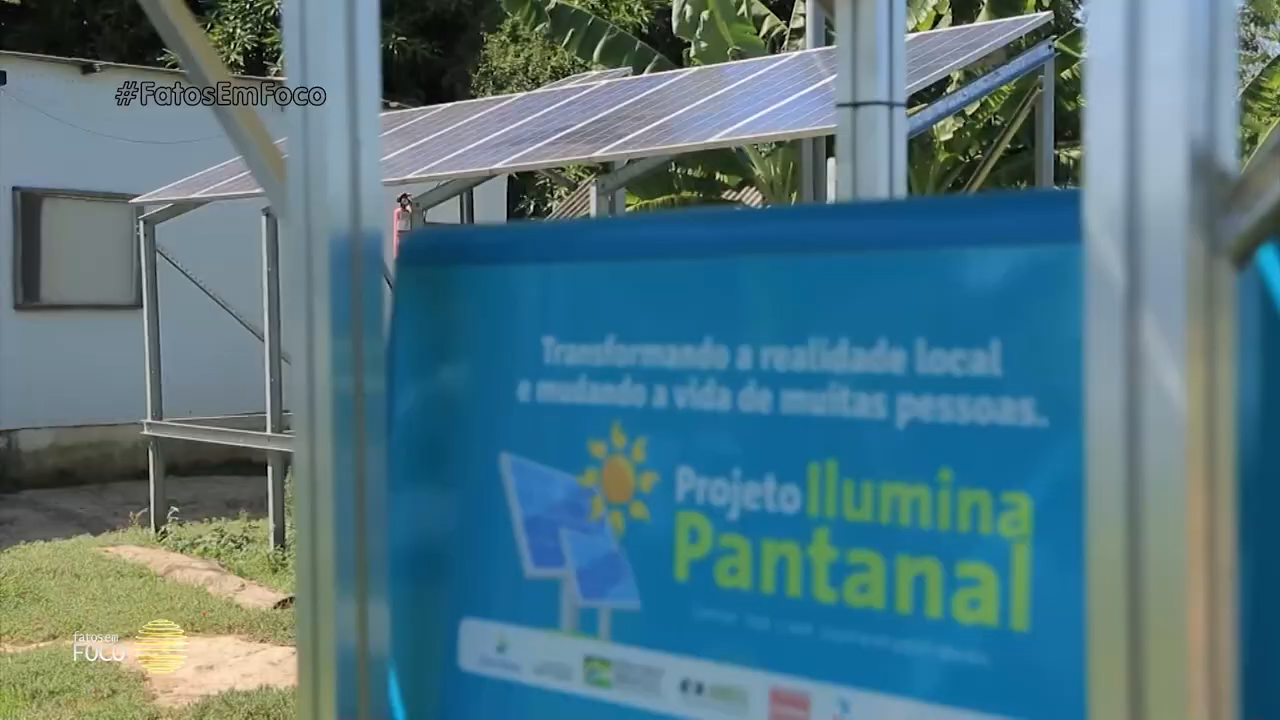 #FatosEmFoco
Transformando a realidade local
e mudando a vida de muitas pessoas.
Projeto Ilumina
Pantanal
fatos em
FOCO